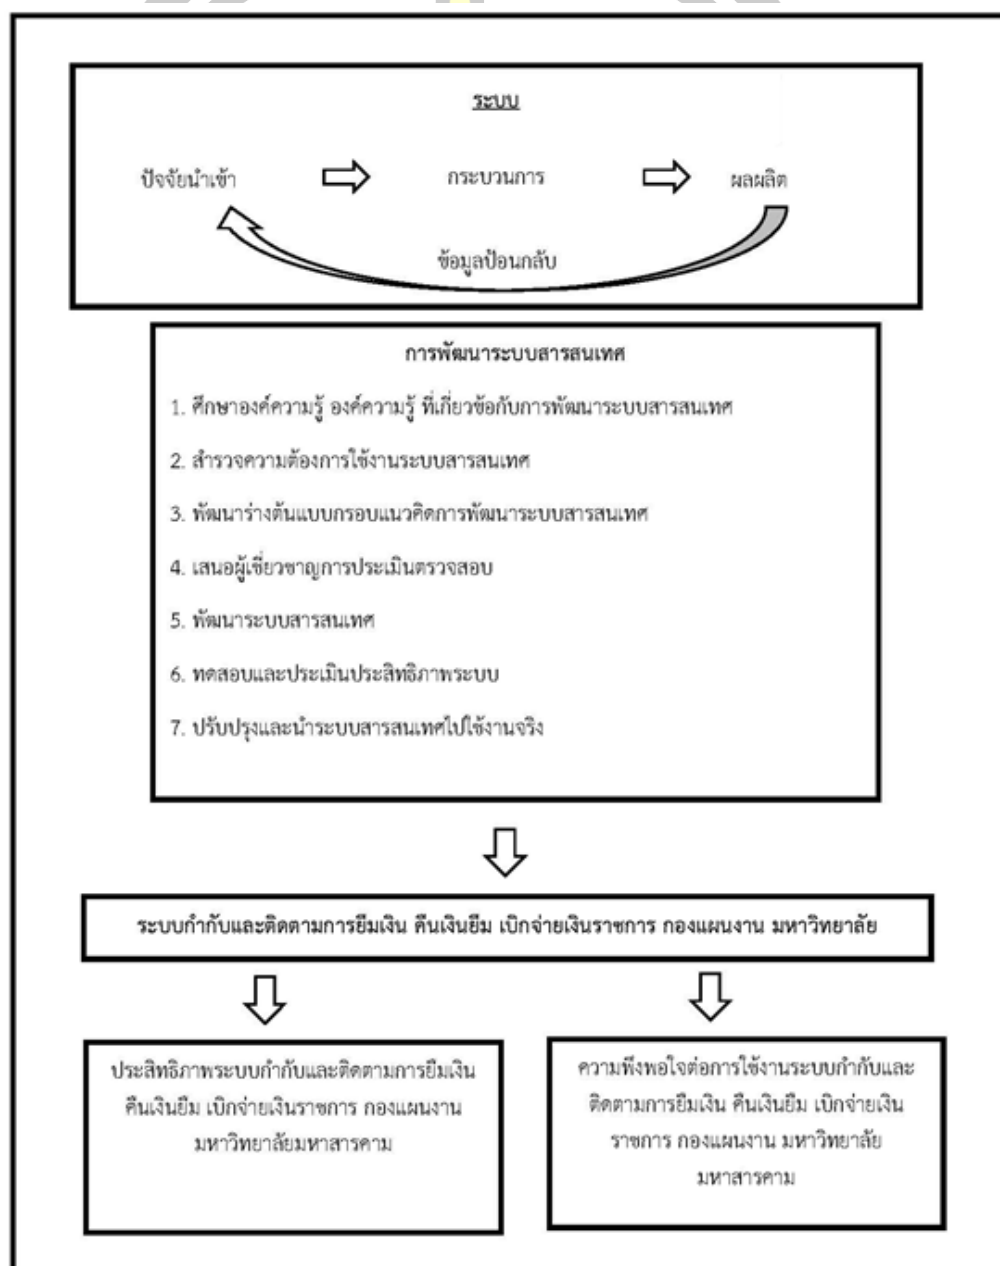 ระบบ
ปัจจัยนำเข้า กระบวนการ ผลผลิต
ข้อมูลป้อนกลับ
การพัฒนาระบบสารสนเทศ
1. ศึกษาองค์ความรู้ องค์ความรู้ ที่เกี่ยวข้อกับการพัฒนาระบบสารสนเทศ
2. สำรวจความต้องการใช้งานระบบสารสนเทศ
3. พัฒนาร่างต้นแบบกรอบแนวคิดการพัฒนาระบบสารสนเทศ
4. เสนอผู้เชี่ยวชาญการประเมินตรวจสอบ
5. พัฒนาระบบสารสนเทศ
6. ทดสอบและประเมินประสิทธิภาพระบบ
7. ปรับปรุงและนำระบบสารสนเทศไปใช้งานจริง
ระบบกำกับและติดตามการยืมเงิน คืนเงินยืม เบิกจ่ายเงินราชการ กองแผนงาน มหาวิทยาลัย
ประสิทธิภาพระบบกำกับและติดตามการยืมเงิน
คืนเงินยืม เบิกจ่ายเงินราชการ กองแผนงาน
มหาวิทยาลัยมหาสารคาม
ความพึงพอใจต่อการใช้งานระบบกำกับและ
ติดตามการยืมเงิน คืนเงินยืม เบิกจ่ายเงิน
ราชการ กองแผนงาน มหาวิทยาลัย
มหาสารคาม